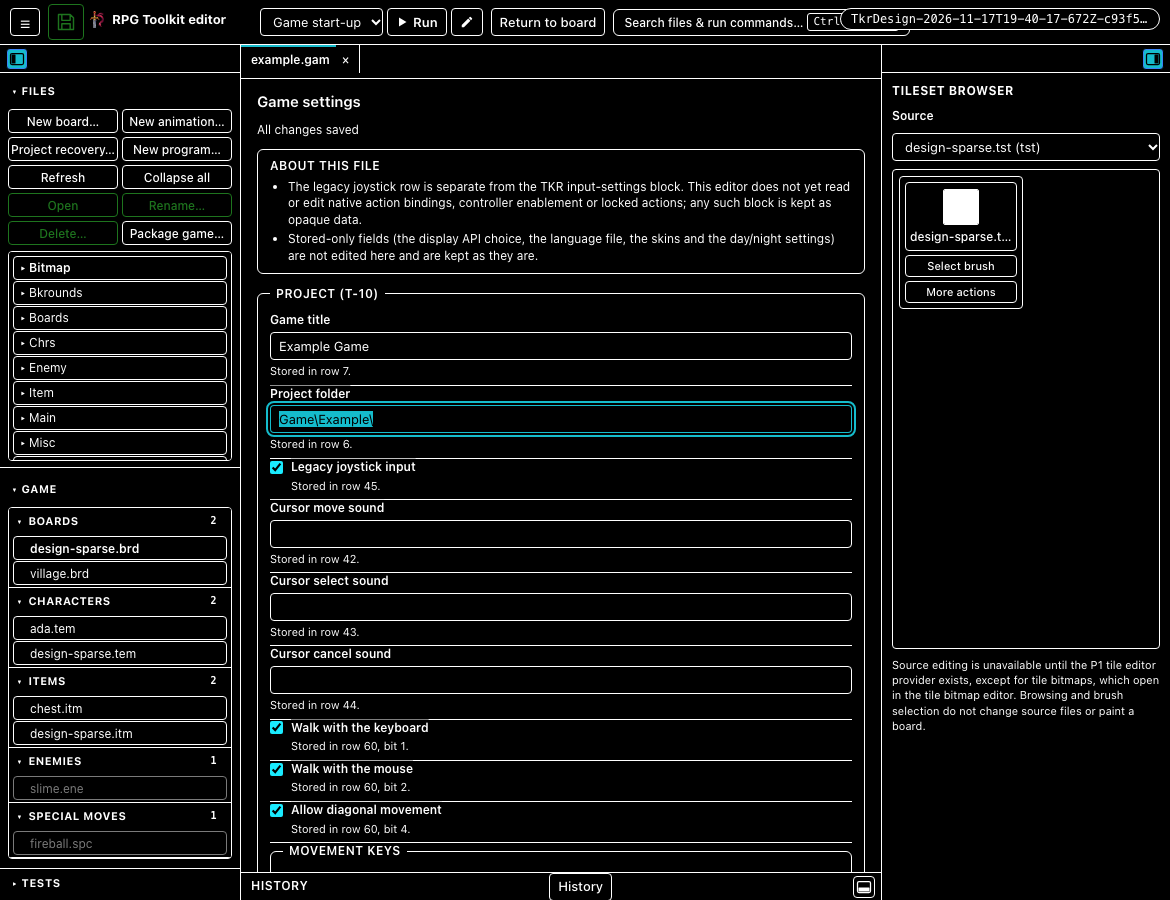 RPG Toolkit editor
Game start-up
Run
Return to board
Search files & run commands...
Ctrl
TkrDesign-2026-11-17T19-40-17-672Z-c93f5…
FILES
New board...
New animation...
Project recovery...
New program...
Refresh
Collapse all
Open
Rename...
Delete...
Package game...
Bitmap
Bkrounds
Boards
Chrs
Enemy
Item
Main
Misc
GAME
BOARDS 2
design-sparse.brd
village.brd
CHARACTERS 2
ada.tem
design-sparse.tem
ITEMS 2
chest.itm
design-sparse.itm
ENEMIES 1
slime.ene
SPECIAL MOVES 1
fireball.spc
TESTS
example.gam ×
Game settings
All changes saved
ABOUT THIS FILE
• The legacy joystick row is separate from the TKR input-settings block. This editor does not yet read
or edit native action bindings, controller enablement or locked actions; any such block is kept as
opaque data.
• Stored-only fields (the display API choice, the language file, the skins and the day/night settings)
are not edited here and are kept as they are.
PROJECT (T-10)
Game title
Example Game
Stored in row 7.
Project folder
Game\Example\
Stored in row 6.
Legacy joystick input
Stored in row 45.
Cursor move sound
Stored in row 42.
Cursor select sound
Stored in row 43.
Cursor cancel sound
Stored in row 44.
Walk with the keyboard
Stored in row 60, bit 1.
Walk with the mouse
Stored in row 60, bit 2.
Allow diagonal movement
Stored in row 60, bit 4.
MOVEMENT KEYS
HISTORY
History
TILESET BROWSER
Source
design-sparse.tst (tst)
design-sparse.t...
Select brush
More actions
Source editing is unavailable until the P1 tile editor
provider exists, except for tile bitmaps, which open
in the tile bitmap editor. Browsing and brush
selection do not change source files or paint a
board.